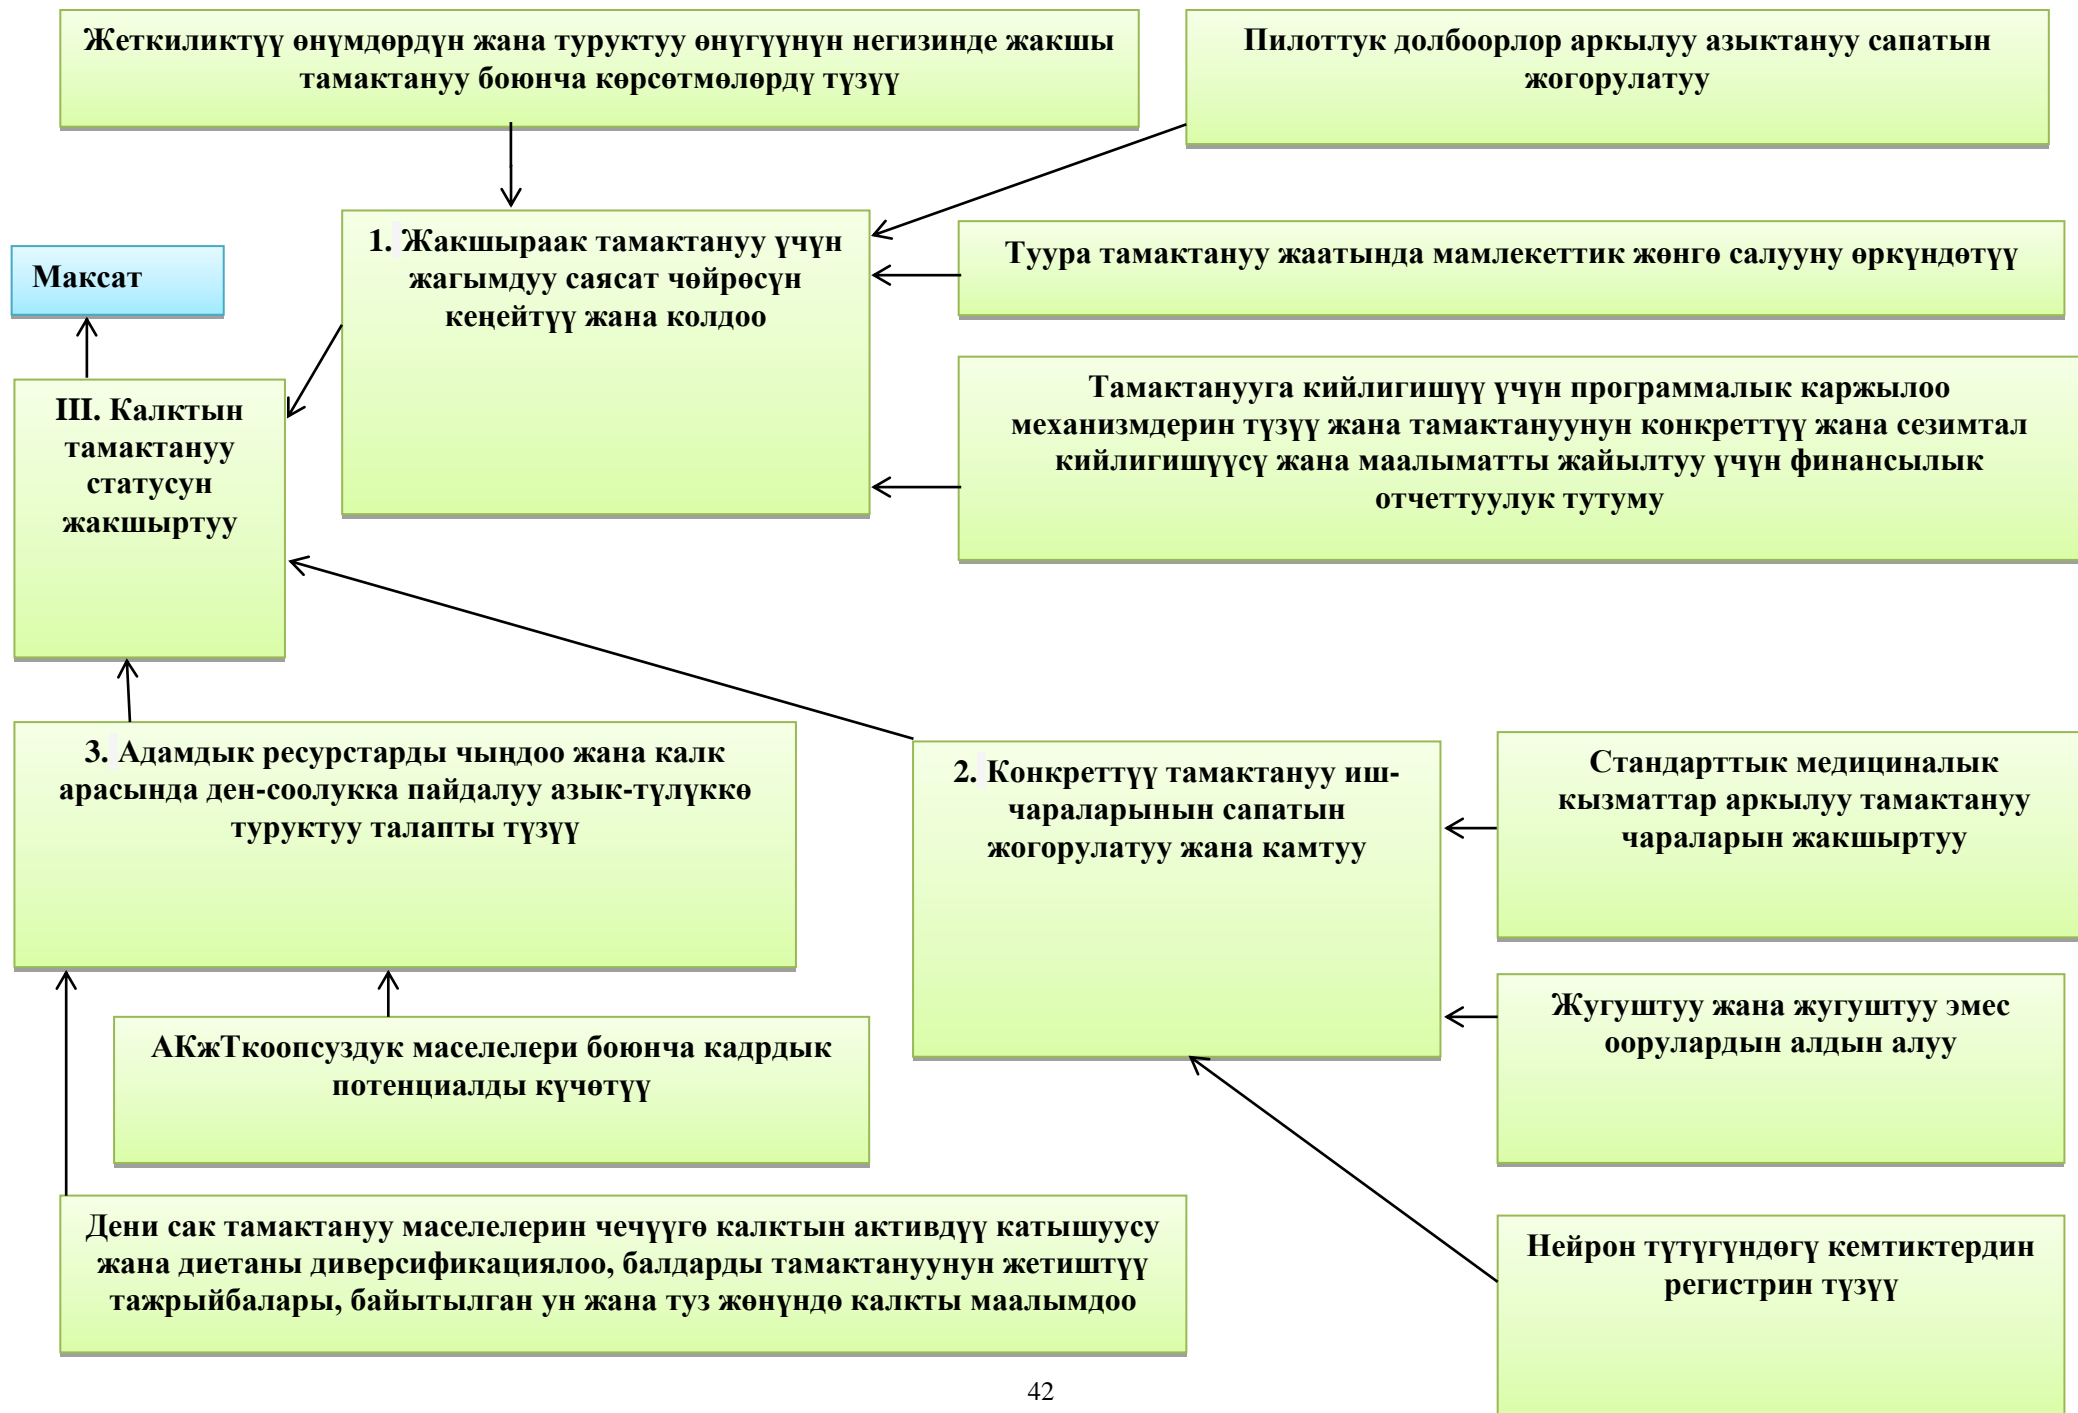 Жеткиликтүү өнүмдөрдүн жана туруктуу өнүгүүнүн негизинде жакшы
тамактануу боюнча көрсөтмөлөрдү түзүү
Пилоттук долбоорлор аркылуу азыктануу сапатын
жогорулатуу
1. Жакшыраак тамактануу үчүн
жагымдуу саясат чөйрөсүн
кеңейтүү жана колдоо
Туура тамактануу жаатында мамлекеттик жөнгө салууну өркүндөтүү
Максат
Тамактанууга кийлигишүү үчүн программалык каржылоо
механизмдерин түзүү жана тамактануунун конкреттүү жана сезимтал
кийлигишүүсү жана маалыматты жайылтуу үчүн финансылык
отчеттуулук тутуму
III. Калктын
тамактануу
статусун
жакшыртуу
3. Адамдык ресурстарды чыңдоо жана калк
арасында ден-соолукка пайдалуу азык-түлүккө
туруктуу талапты түзүү
2. Конкреттүү тамактануу иш-
чараларынын сапатын
жогорулатуу жана камтуу
Стандарттык медициналык
кызматтар аркылуу тамактануу
чараларын жакшыртуу
Жугуштуу жана жугуштуу эмес
оорулардын алдын алуу
АКжТкоопсуздук маселелери боюнча кадрдык
потенциалды күчөтүү
Дени сак тамактануу маселелерин чечүүгө калктын активдүү катышуусу
жана диетаны диверсификациялоо, балдарды тамактануунун жетиштүү
тажрыйбалары, байытылган ун жана туз жөнүндө калкты маалымдоо
Нейрон түтүгүндөгү кемтиктердин
регистрин түзүү
42